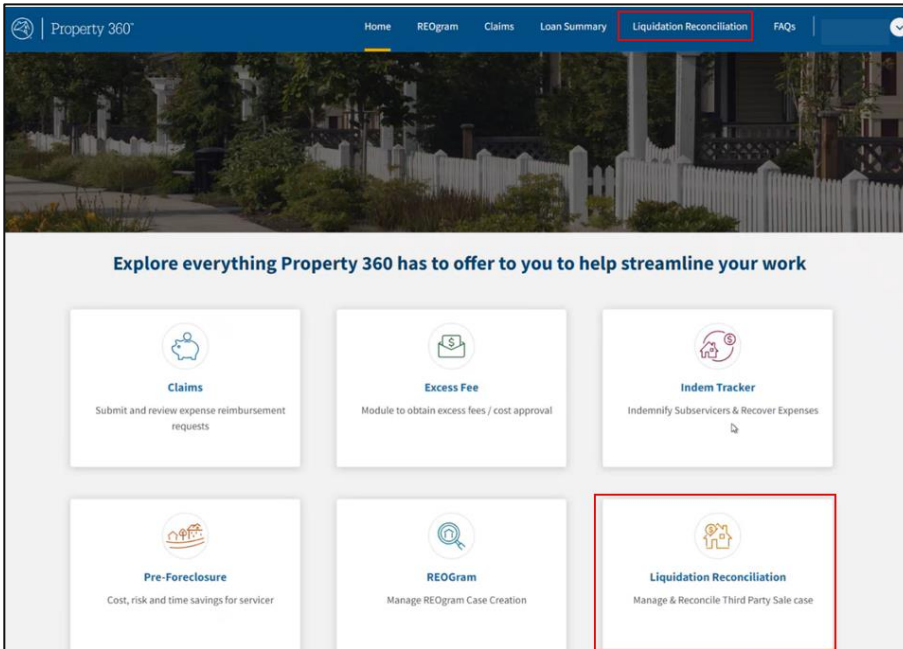 Property 360™
Home REOgram Claims Loan Summary Liquidation Reconciliation FAQs
Explore everything Property 360 has to offer to you to help streamline your work
Claims
Submit and review expense reimbursement
requests
Excess Fee
Module to obtain excess fees / cost approval
Indem Tracker
Indemnify Subservicers & Recover Expenses
Pre-Foreclosure
Cost, risk and time savings for servicer
REOGram
Manage REOgram Case Creation
Liquidation Reconciliation
Manage & Reconcile Third Party Sale case